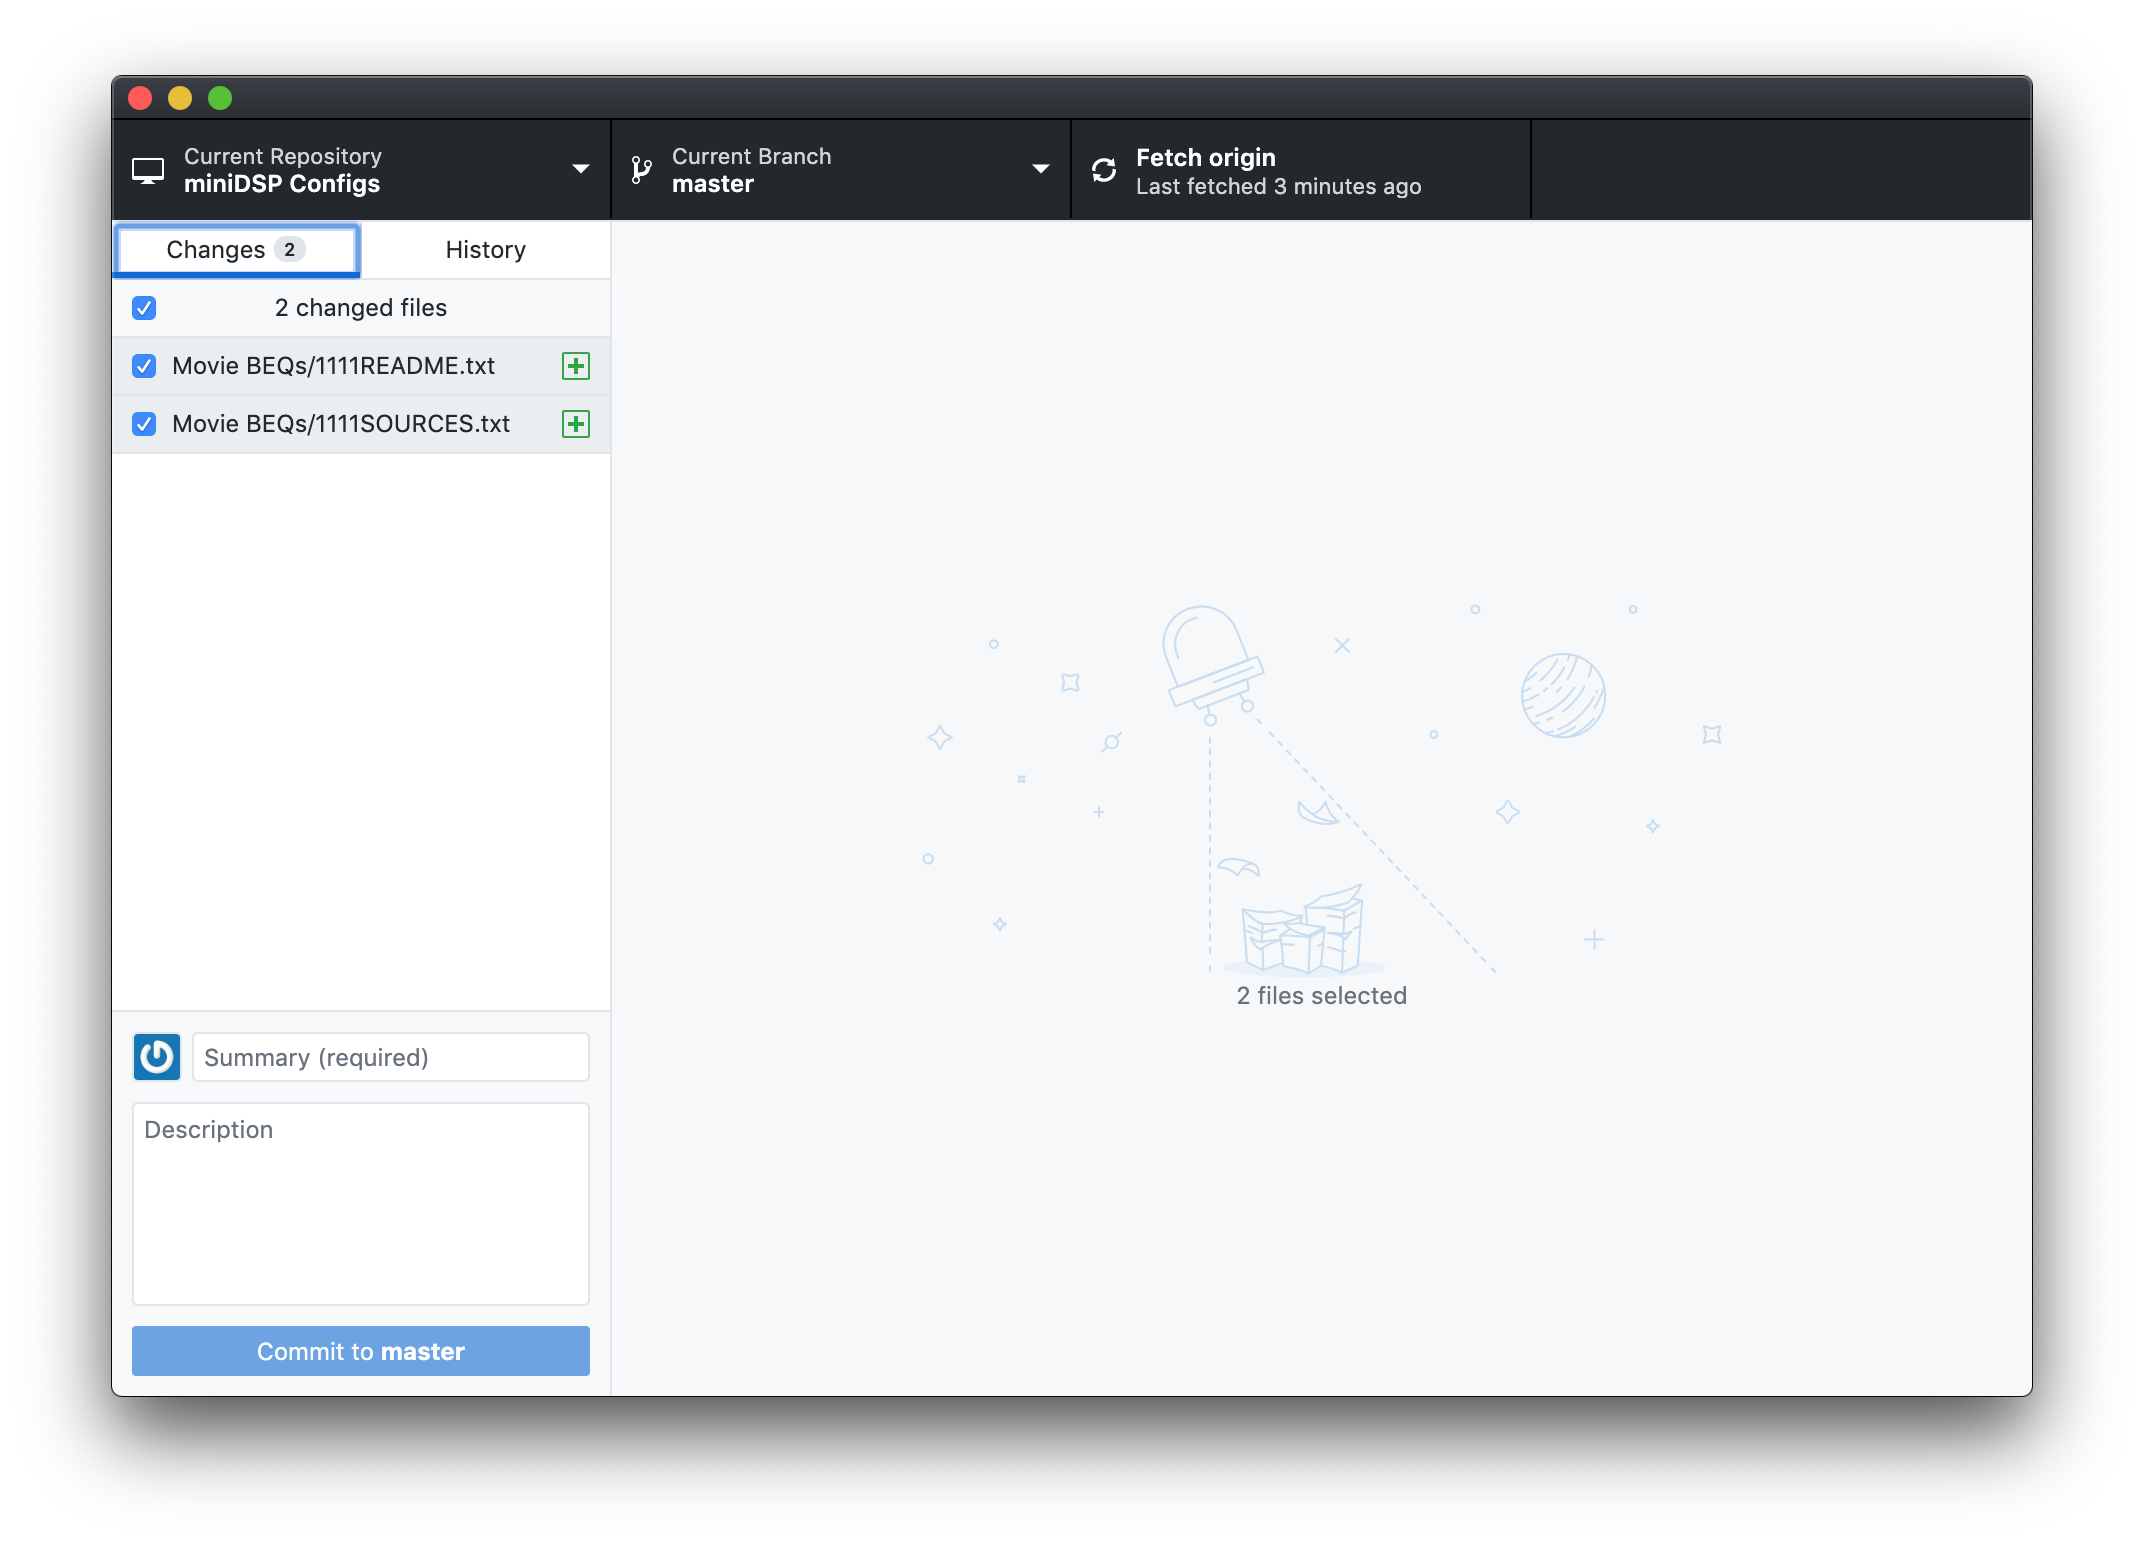 Current Repository
miniDSP Configs
Current Branch
master
Fetch origin
Last fetched 3 minutes ago
Changes 2
History
2 changed files
Movie BEQs/1111README.txt
Movie BEQs/1111SOURCES.txt
2 files selected
Summary (required)
Description
Commit to master